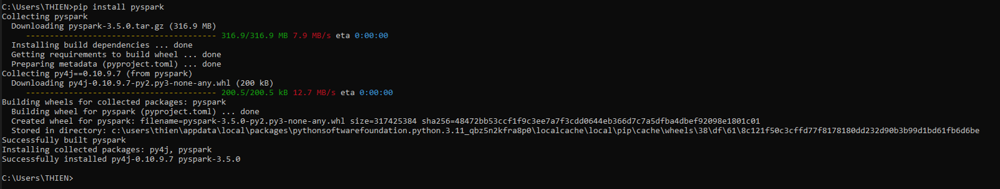 C:\Users\THIEN>pip install pyspark
Collecting pyspark
  Downloading pyspark-3.5.0.tar.gz (316.9 MB)
     ---------------------------------------- 316.9/316.9 MB 7.9 MB/s eta 0:00:00
  Installing build dependencies ... done
  Getting requirements to build wheel ... done
  Preparing metadata (pyproject.toml) ... done
Collecting py4j==0.10.9.7 (from pyspark)
  Downloading py4j-0.10.9.7-py2.py3-none-any.whl (200 kB)
     ---------------------------------------- 200.5/200.5 kB 12.7 MB/s eta 0:00:00
Building wheels for collected packages: pyspark
  Building wheel for pyspark (pyproject.toml) ... done
  Created wheel for pyspark: filename=pyspark-3.5.0-py2.py3-none-any.whl size=317425384 sha256=48472bb53ccf1f9c3ee7a7f3cdd0644eb366d7c7a5dfba4dbef92098e1801c01
  Stored in directory: c:\users\thien\appdata\local\packages\pythonsoftwarefoundation.python.3.11_qbz5n2kfra8p0\localcache\local\pip\cache\wheels\38\df\61\8c121f50c3cffd77f8178180dd232d90b3b99d1bd61fb6d6be
Successfully built pyspark
Installing collected packages: py4j, pyspark
Successfully installed py4j-0.10.9.7 pyspark-3.5.0
C:\Users\THIEN>